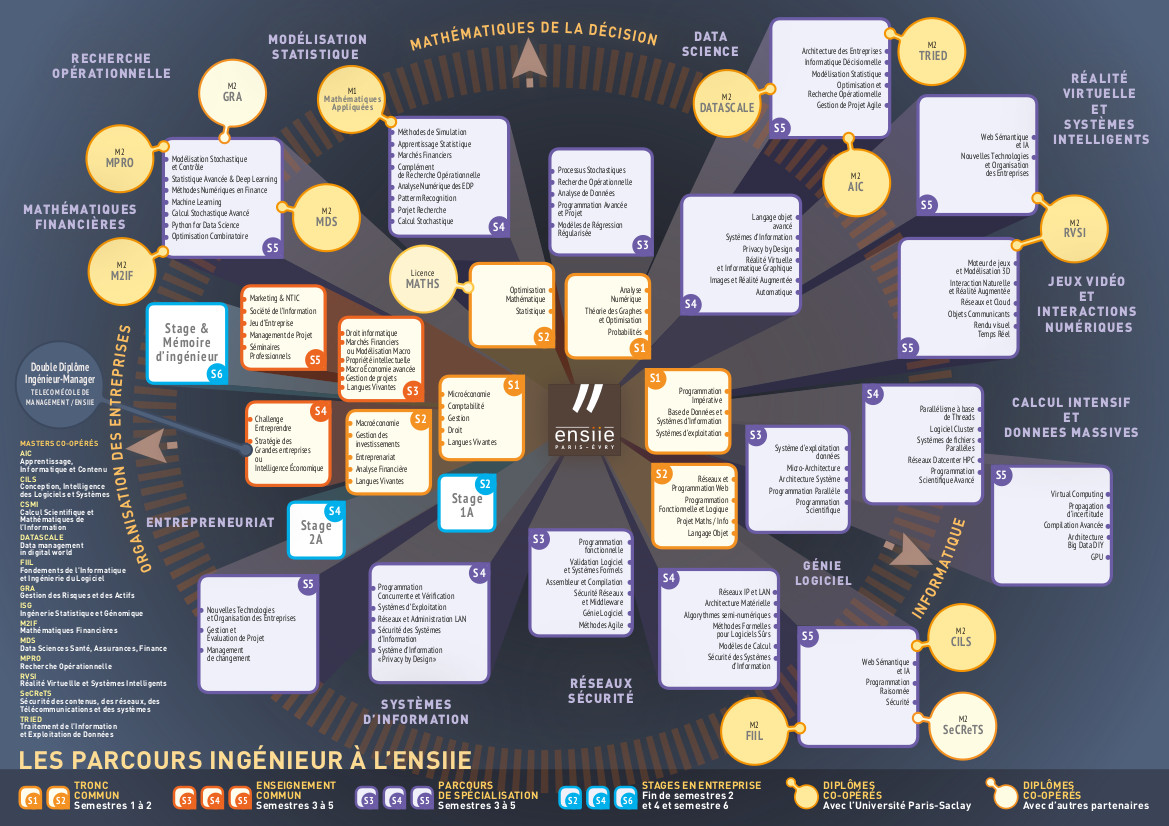 MATHÉMATIQUES DE LA DÉCISION
RECHERCHE
OPÉRATIONNELLE
MODÉLISATION
STATISTIQUE
DATA
SCIENCE
RÉALITÉ
VIRTUELLE
ET
SYSTÈMES
INTELLIGENTS
MATHÉMATIQUES
FINANCIÈRES
M2
GRA
M2
MPRO
M2
MDS
M2
M2IF
Modélisation Stochastique
et Contrôle
Statistique Avancée & Deep Learning
Méthodes Numériques en Finance
Machine Learning
Calcul Stochastique Avancé
Python for Data Science
Optimisation Combinatoire
S5
M1
Mathématiques
Appliquées
Méthodes de Simulation
Apprentissage Statistique
Marchés Financiers
Complément
de Recherche Opérationnelle
Analyse Numérique des EDP
Pattern Recognition
Porjet Recherche
Calcul Stochastique
S4
Processus Stochastiques
Recherche Opérationnelle
Analyse de Données
Programmation Avancée
et Projet
Modèles de Régression
Régularisée
S3
M2
DATASCALE
M2
TRIED
M2
AIC
Architecture des Entreprises
Informatique Décisionnelle
Modélisation Statistique
Optimisation et
Recherche Opérationnelle
Gestion de Projet Agile
S5
Web Sémantique
et IA
Nouvelles Technologies
et Organisation
des Entreprises
S5
M2
RVSI
Langage objet
avancé
Systèmes d'Information
Privacy by Design
Réalité Virtuelle
et Informatique Graphique
Images et Réalité Augmentée
Automatique
S4
Moteur de jeux
et Modélisation 3D
Interaction Naturelle
et Réalité Augmentée
Réseaux et Cloud
Objets Communicants
Rendu visuel
Temps Réel
S5
JEUX VIDÉO
ET
INTERACTIONS
NUMÉRIQUES
Licence
MATHS
Optimisation
Mathématique
Statistique
S2
Analyse
Numérique
Théorie des Graphes
et Optimisation
Probabilités
S1
Stage &
Mémoire
d'ingénieur
S6
Marketing & NTIC
Société de l'Information
Jeu d'Entreprise
Management de Projet
Séminaires
Professionnels
S5
Droit informatique
Marchés Financiers
ou Modélisation Macro
Propriété intellectuelle
Macro Économie avancée
Gestion de projets
Langues Vivantes
S3
Double Diplôme
Ingénieur-Manager
TELECOM ÉCOLE DE
MANAGEMENT / ENSIIE
ORGANISATION DES ENTREPRISES
S4
Challenge
Entreprendre
Stratégie des
Grandes entreprises
ou
Intelligence Économique
S2
Macroéconomie
Gestion des
investissements
Entreprenariat
Analyse Financière
Langues Vivantes
S1
Microéconomie
Comptabilité
Gestion
Droit
Langues Vivantes
ensiie
PARIS-ÉVRY
S1
Programmation
Impérative
Base de Données et
Systèmes d'Information
Systèmes d'exploitation
S2
Réseaux et
Programmation Web
Programmation
Fonctionnelle et Logique
Projet Maths / Info
Langage Objet
S3
Système d'exploitation
données
Micro-Architecture
Architecture Système
Programmation Parallèle
Programmation
Scientifique
S4
Parallélisme à base
de Threads
Logiciel Cluster
Systèmes de fichiers
Parallèles
Réseaux Datcenter HPC
Programmation
Scientifique Avancé
CALCUL INTENSIF
ET
DONNEES MASSIVES
S5
Virtual Computing
Propagation
d'incertitude
Compilation Avancée
Architecture
Big Data DIY
GPU
S2
Stage
1A
S4
Stage
2A
ENTREPRENEURIAT
S5
Nouvelles Technologies
et Organisation des Entreprises
Gestion et
Évaluation de Projet
Management
de changement
S4
Programmation
Concurrente et Vérification
Systèmes d'Exploitation
Réseaux et Administration LAN
Sécurité des Systèmes
d'Information
Système d'Information
«Privacy by Design»
SYSTÈMES
D'INFORMATION
S3
Programmation
fonctionnelle
Validation Logiciel
et Systèmes Formels
Assembleur et Compilation
Sécurité Réseaux
et Middleware
Génie Logiciel
Méthodes Agile
RÉSEAUX
SÉCURITÉ
S4
Réseaux IP et LAN
Architecture Matérielle
Algorithmes semi-numériques
Méthodes Formelles
pour Logiciels Sûrs
Modèles de Calcul
Sécurité des Systèmes
d'Information
GÉNIE
LOGICIEL
INFORMATIQUE
S5
Web Sémantique
et IA
Programmation
Raisonnée
Sécurité
M2
CILS
M2
SeCReTS
M2
FIIL
MASTERS CO-OPÉRÉS
AIC
Apprentissage,
Informatique et Contenu
CILS
Conception, Intelligence
des Logiciels et Systèmes
CSMI
Calcul Scientifique et
Mathématiques de
l'Information
DATASCALE
Data management
in digital world
FIIL
Fondements de l'Informatique
et Ingénierie du Logiciel
GRA
Gestion des Risques et des Actifs
ISG
Ingénerie Statistique et Génomique
M2IF
Mathématiques Financières
MDS
Data Sciences Santé, Assurances, Finance
MPRO
Recherche Opérationnelle
RVSI
Réalité Virtuellle et Systèmes Intelligents
SeCReTS
Sécurité des contenus, des réseaux, des
Télécommunications et des systèmes
TRIED
Traitement de l'Information
et Exploitation de Données
LES PARCOURS INGÉNIEUR À L'ENSIIE
S1 S2
TRONC
COMMUN
Semestres 1 à 2
S3 S4 S5
ENSEIGNEMENT
COMMUN
Semestres 3 à 5
S3 S4 S5
PARCOURS
DE SPÉCIALISATION
Semestres 3 à 5
S2 S4 S6
STAGES EN ENTREPRISE
Fin de semestres 2
et 4 et semestre 6
DIPLÔMES
CO-OPÉRÉS
Avec l'Université Paris-Saclay
DIPLÔMES
CO-OPÉRÉS
Avec d'autres partenaires